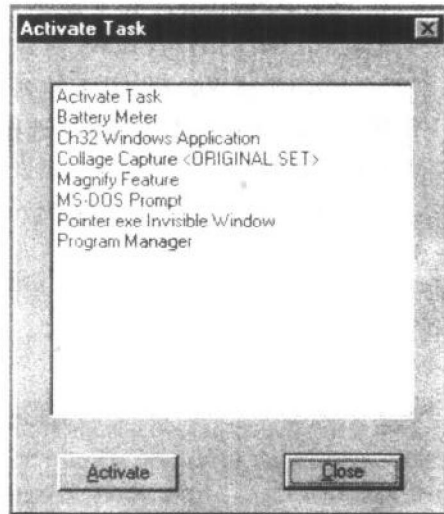 Activate Task
Activate Task
Battery Meter
Ch32 Windows Application
Collage Capture <ORIGINAL SET>
Magnify Feature
MS-DOS Prompt
Pointer exe Invisible Window
Program Manager
Activate
Close